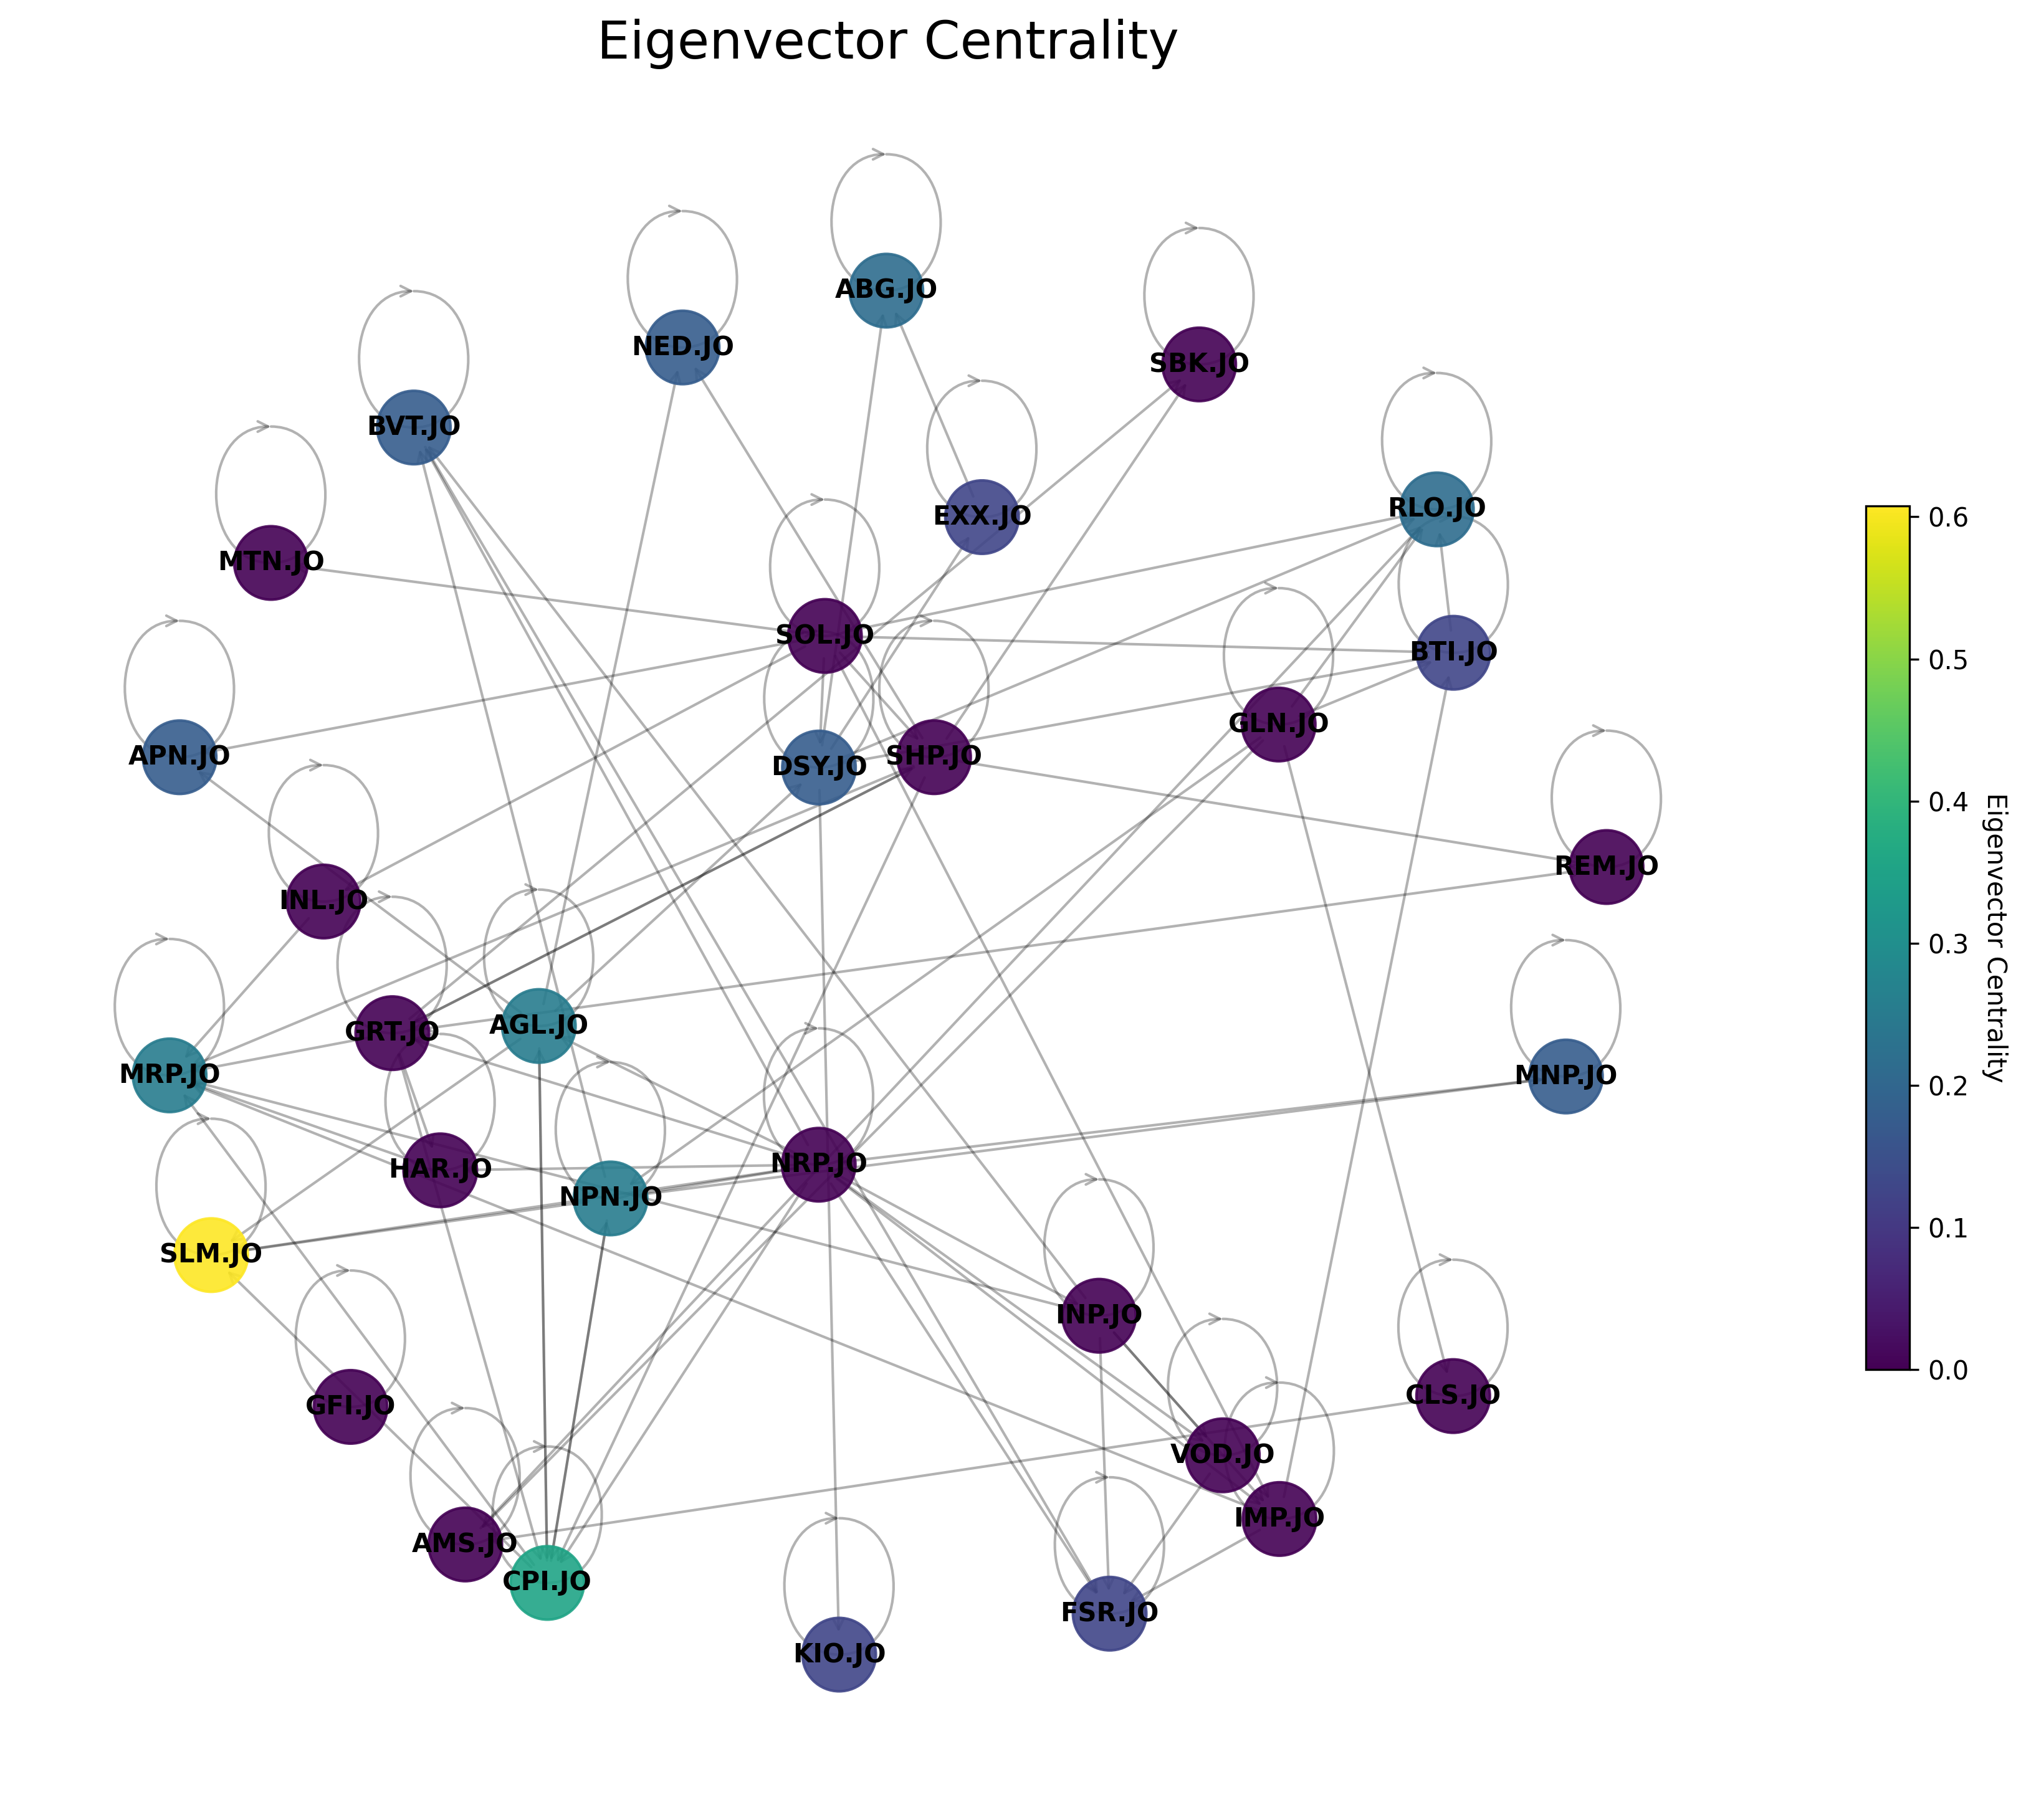 Eigenvector Centrality
ABG.JO
NED.JO
SBK.JO
BVT.JO
RLO.JO
EXX.JO
MTN.JO
SOL.JO
BTI.JO
GLN.JO
APN.JO
DSY.JO
SHP.JO
REM.JO
INL.JO
GRT.JO
AGL.JO
MRP.JO
MNP.JO
HAR.JO
NRP.JO
NPN.JO
SLM.JO
INP.JO
GFI.JO
CLS.JO
VOD.JO
IMP.JO
AMS.JO
CPI.JO
FSR.JO
KIO.JO
0.6
0.5
0.4
0.3
0.2
0.1
0.0
Eigenvector Centrality